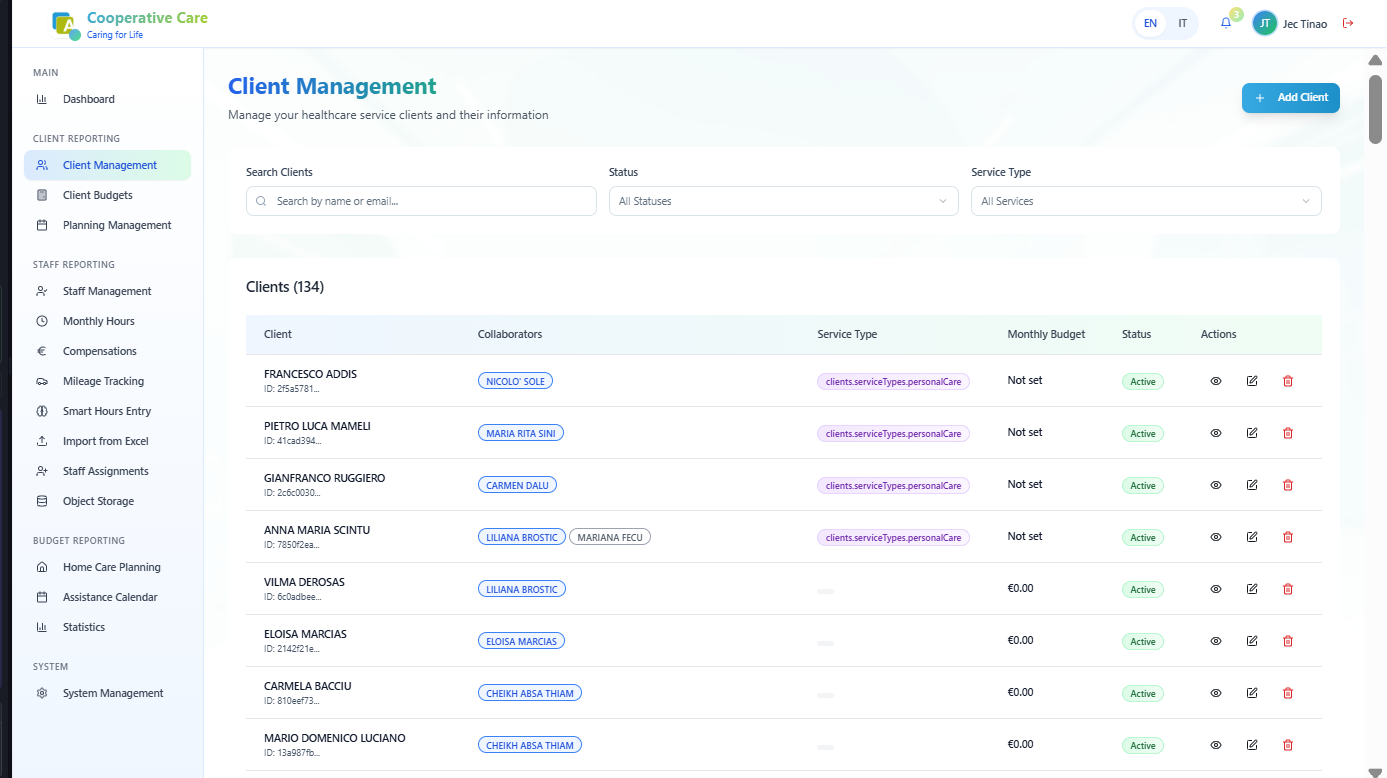 Cooperative Care
Caring for Life
EN IT 3 JT Jec Tinao
MAIN
Dashboard
CLIENT REPORTING
Client Management
Client Budgets
Planning Management
STAFF REPORTING
Staff Management
Monthly Hours
Compensations
Mileage Tracking
Smart Hours Entry
Import from Excel
Staff Assignments
Object Storage
BUDGET REPORTING
Home Care Planning
Assistance Calendar
Statistics
SYSTEM
System Management
Client Management
Manage your healthcare service clients and their information
+ Add Client
Search Clients Status Service Type
Search by name or email... All Statuses All Services
Clients (134)
Client Collaborators Service Type Monthly Budget Status Actions
FRANCESCO ADDIS NICOLO' SOLE clients.serviceTypes.personalCare Not set Active
ID: 2f5a5781...
PIETRO LUCA MAMELI MARIA RITA SINI clients.serviceTypes.personalCare Not set Active
ID: 41cad394...
GIANFRANCO RUGGIERO CARMEN DALU clients.serviceTypes.personalCare Not set Active
ID: 2c6c0030...
ANNA MARIA SCINTU LILIANA BROSTIC MARIANA FECU clients.serviceTypes.personalCare Not set Active
ID: 7850f2ea...
VILMA DEROSAS LILIANA BROSTIC €0.00 Active
ID: 6c0adbee...
ELOISA MARCIAS ELOISA MARCIAS €0.00 Active
ID: 2142f21e...
CARMELA BACCIU CHEIKH ABSA THIAM €0.00 Active
ID: 810eef73...
MARIO DOMENICO LUCIANO CHEIKH ABSA THIAM €0.00 Active
ID: 13a987fb...